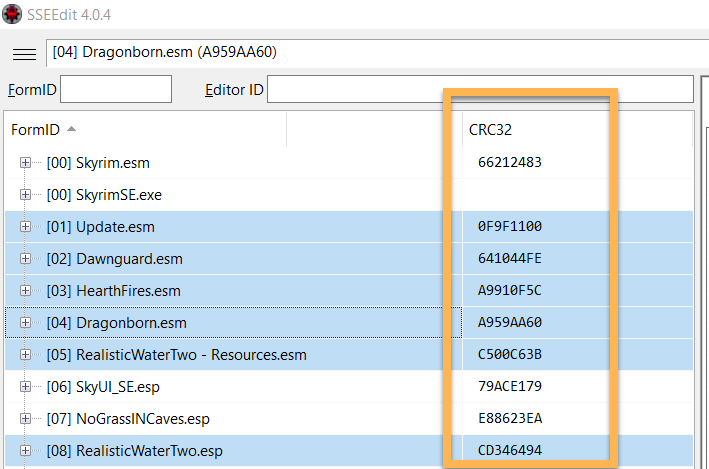 SSEEdit 4.0.4
[04] Dragonborn.esm (A959AA60)
FormID Editor ID
FormID CRC32
[00] Skyrim.esm 66212483
[00] SkyrimSE.exe
[01] Update.esm 0F9F1100
[02] Dawnguard.esm 641044FE
[03] HearthFires.esm A9910F5C
[04] Dragonborn.esm A959AA60
[05] RealisticWaterTwo - Resources.esm C500C63B
[06] SkyUI_SE.esp 79ACE179
[07] NoGrassINCaves.esp E88623EA
[08] RealisticWaterTwo.esp CD346494